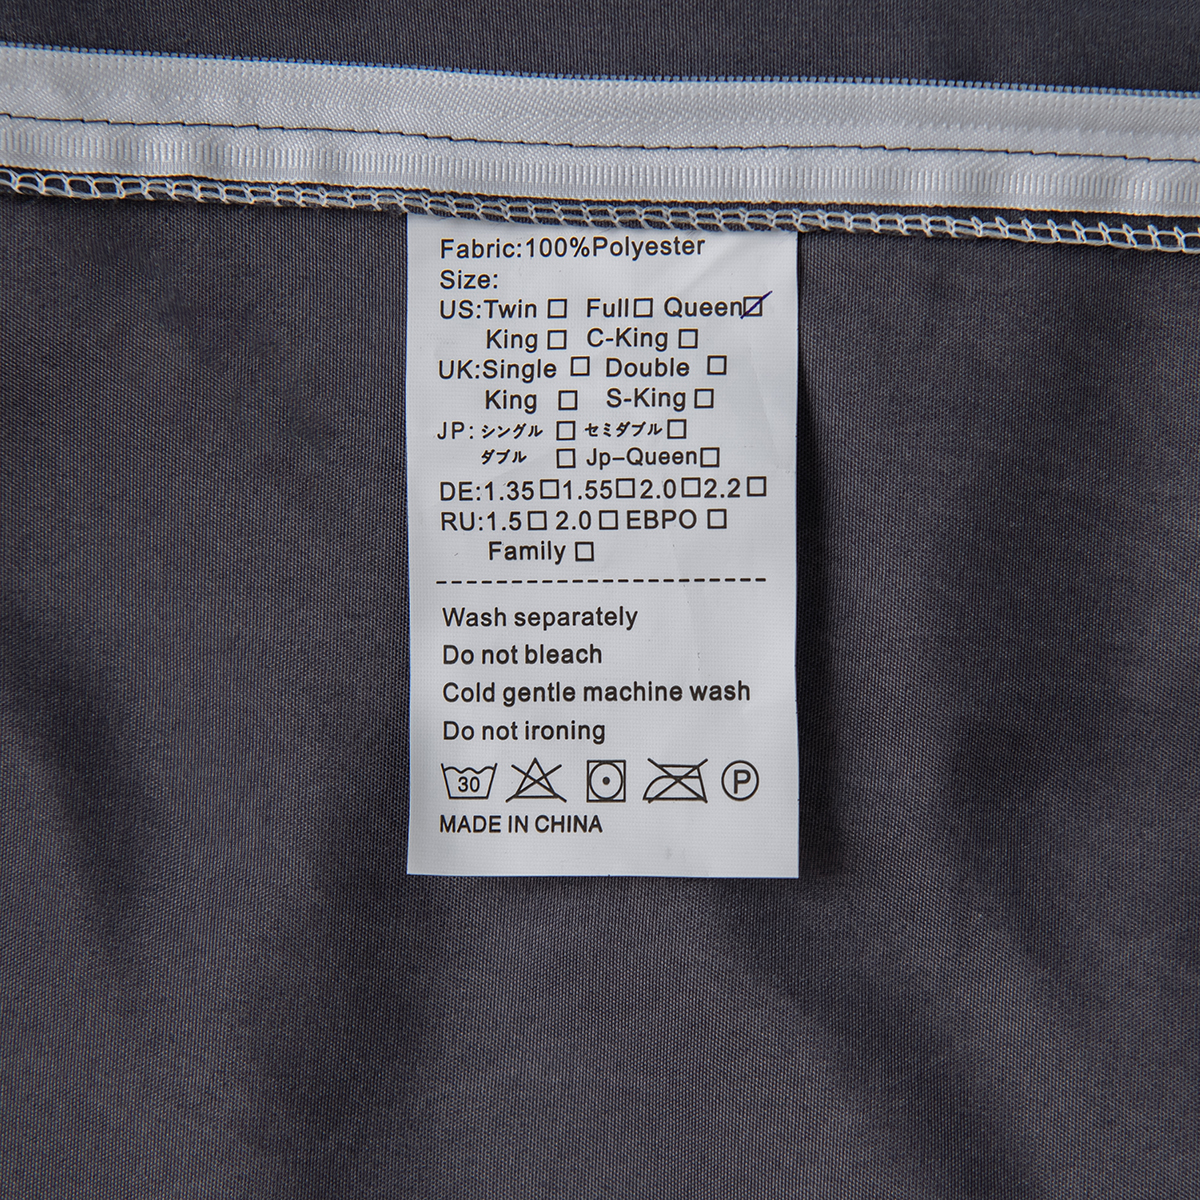 Fabric:100%Polyester
Size:
US:Twin □ Full□ Queen☑
King □ C-King □
UK:Single □ Double □
King □ S-King □
JP: シングル □ セミダブル□
ダブル □ Jp-Queen□
DE:1.35□1.55□2.0□2.2□
RU:1.5□ 2.0□ EBPO □
Family □
Wash separately
Do not bleach
Cold gentle machine wash
Do not ironing
30 P
MADE IN CHINA